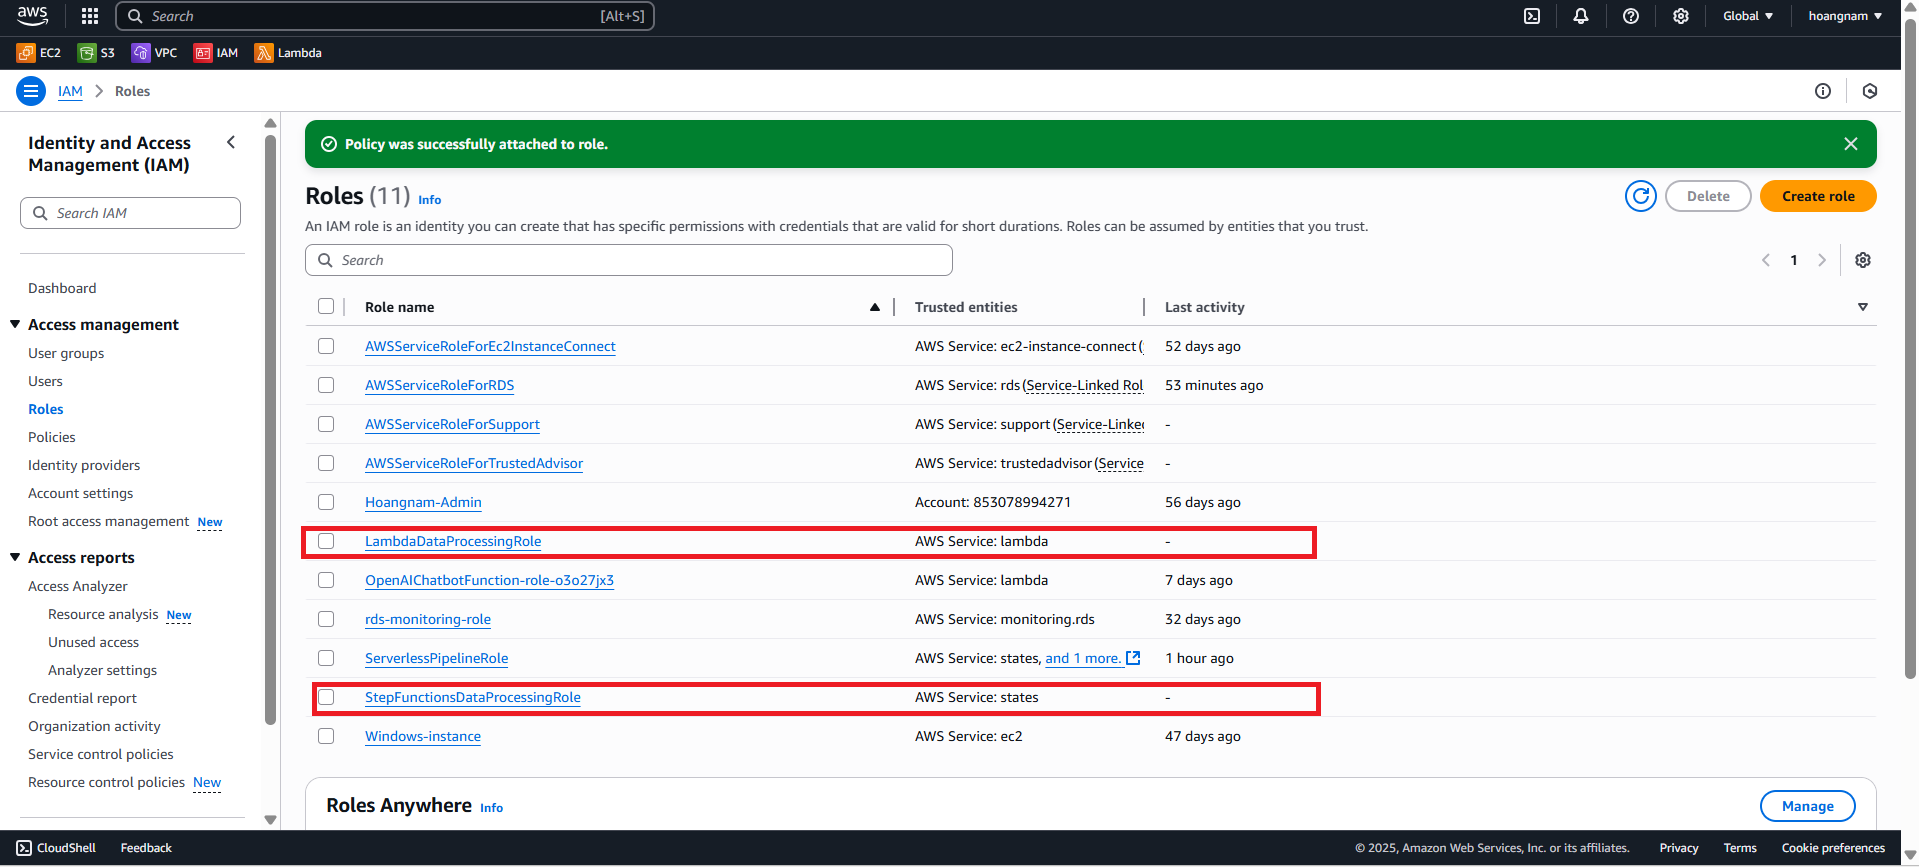 aws Search [Alt+S] Global hoangnam
EC2 S3 VPC IAM Lambda
IAM Roles
Identity and Access
Management (IAM)
Search IAM
Dashboard
Access management
User groups
Users
Roles
Policies
Identity providers
Account settings
Root access management New
Access reports
Access Analyzer
Resource analysis New
Unused access
Analyzer settings
Credential report
Organization activity
Service control policies
Resource control policies New
Policy was successfully attached to role.
Roles (11) Info Delete Create role
An IAM role is an identity you can create that has specific permissions with credentials that are valid for short durations. Roles can be assumed by entities that you trust.
Search 1
Role name Trusted entities Last activity
AWSServiceRoleForEc2InstanceConnect AWS Service: ec2-instance-connect ( 52 days ago
AWSServiceRoleForRDS AWS Service: rds (Service-Linked Rol 53 minutes ago
AWSServiceRoleForSupport AWS Service: support (Service-Linked -
AWSServiceRoleForTrustedAdvisor AWS Service: trustedadvisor (Service -
Hoangnam-Admin Account: 853078994271 56 days ago
LambdaDataProcessingRole AWS Service: lambda -
OpenAIChatbotFunction-role-o3o27jx3 AWS Service: lambda 7 days ago
rds-monitoring-role AWS Service: monitoring.rds 32 days ago
ServerlessPipelineRole AWS Service: states, and 1 more. 1 hour ago
StepFunctionsDataProcessingRole AWS Service: states -
Windows-instance AWS Service: ec2 47 days ago
Roles Anywhere Info Manage
CloudShell Feedback © 2025, Amazon Web Services, Inc. or its affiliates. Privacy Terms Cookie preferences